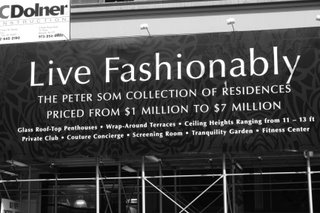 CDolner
CONSTRUCTION
Live Fashionably
THE PETER SOM COLLECTION OF RESIDENCES
PRICED FROM $1 MILLION TO $7 MILLION
Glass Roof-Top Penthouses • Wrap-Around Terraces • Ceiling Heights Ranging from 11 – 13 ft
Private Club • Couture Concierge • Screening Room • Tranquility Garden • Fitness Center